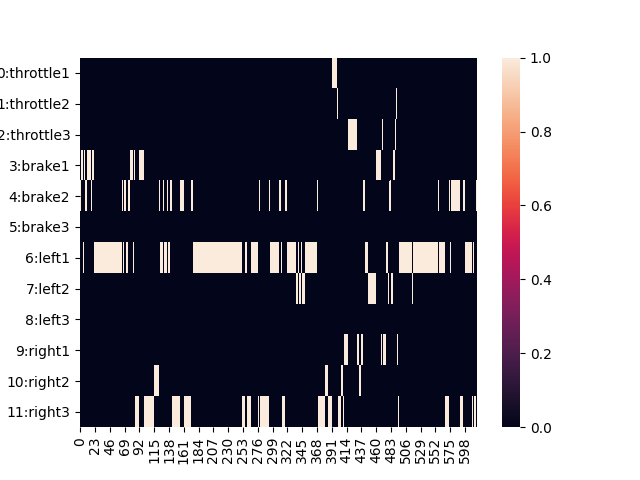 0:throttle1
1:throttle2
2:throttle3
3:brake1
4:brake2
5:brake3
6:left1
7:left2
8:left3
9:right1
10:right2
11:right3
0 23 46 69 92 115 138 161 184 207 230 253 276 299 322 345 368 391 414 437 460 483 506 529 552 575 598
1.0
0.8
0.6
0.4
0.2
0.0